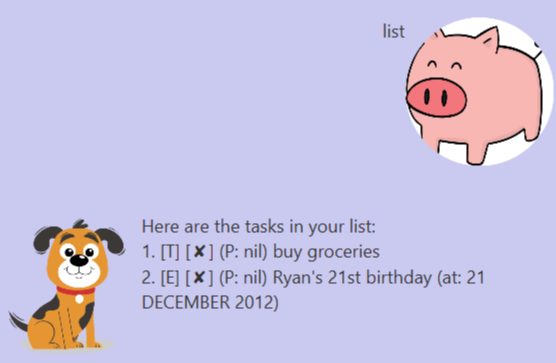 list
Here are the tasks in your list:
1. [T] [✘] (P: nil) buy groceries
2. [E] [✘] (P: nil) Ryan's 21st birthday (at: 21
DECEMBER 2012)